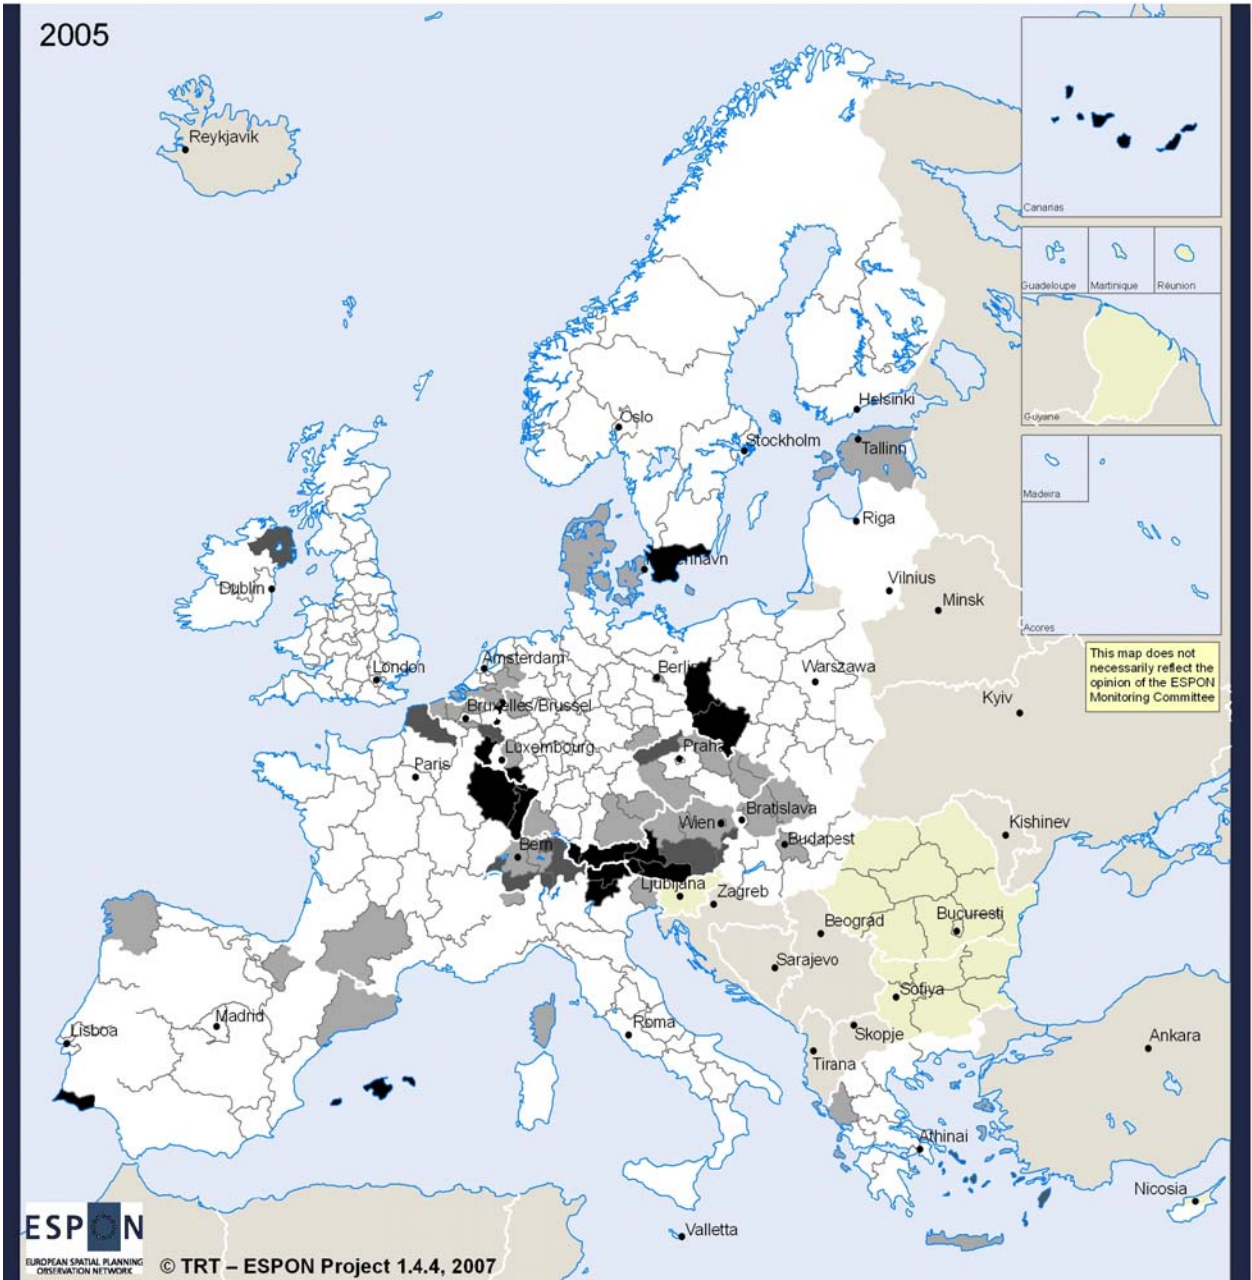 2005
Reykjavik
Canarias
Guadeloupe
Martinique
Réunion
Guyane
Helsinki
Oslo
Stockholm
Tallinn
Madeira
Riga
Dublin
Vilnius
Minsk
Acores
This map does not
necessarily reflect the
opinion of the ESPON
Monitoring Committee
London
Amsterdam
Berlin
Warszawa
Kyiv
Bruxelles/Brussel
Luxembourg
Praha
Paris
Wien
Bratislava
Kishinev
Bern
Budapest
Ljubljana
Zagreb
Beograd
Bucuresti
Sarajevo
Sofiya
Madrid
Lisboa
Roma
Skopje
Ankara
Tirana
Athinai
Nicosia
Valletta
ESPON
EUROPEAN SPATIAL PLANNING
OBSERVATION NETWORK
© TRT – ESPON Project 1.4.4, 2007